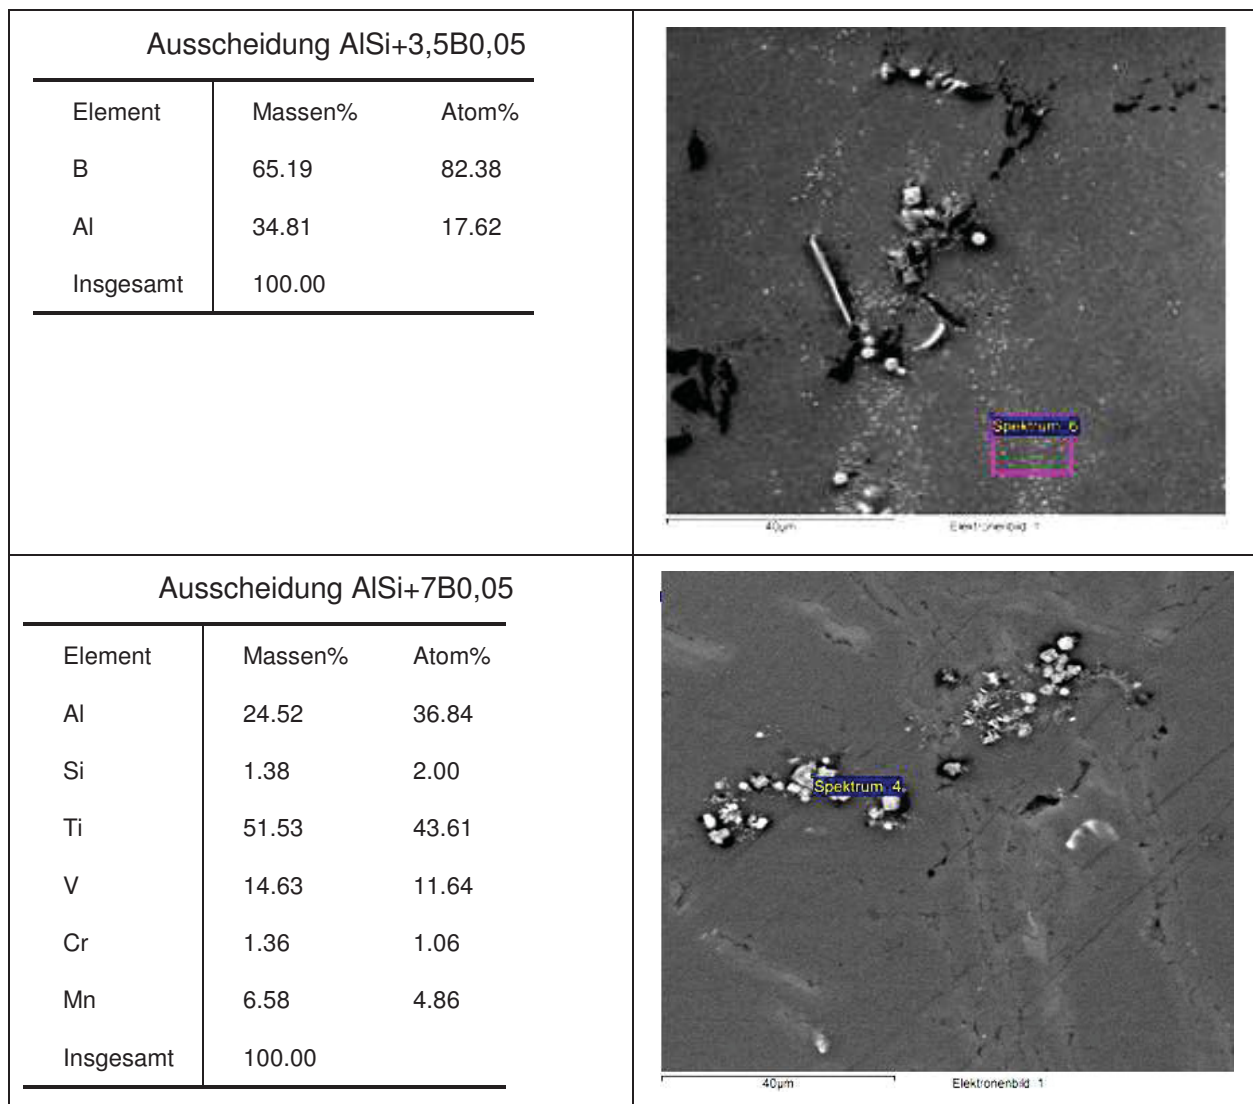 Ausscheidung AlSi+3,5B0,05
Element Massen% Atom%
B 65.19 82.38
Al 34.81 17.62
Insgesamt 100.00
Spektrum 6
40µm Elektronenbild 1
Ausscheidung AlSi+7B0,05
Element Massen% Atom%
Al 24.52 36.84
Si 1.38 2.00
Ti 51.53 43.61
V 14.63 11.64
Cr 1.36 1.06
Mn 6.58 4.86
Insgesamt 100.00
Spektrum 4
40µm Elektronenbild 1